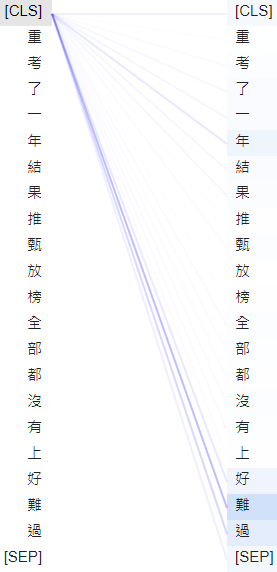 [CLS] [CLS]
重 重
考 考
了 了
一 一
年 年
結 結
果 果
推 推
甄 甄
放 放
榜 榜
全 全
部 部
都 都
沒 沒
有 有
上 上
好 好
難 難
過 過
[SEP] [SEP]